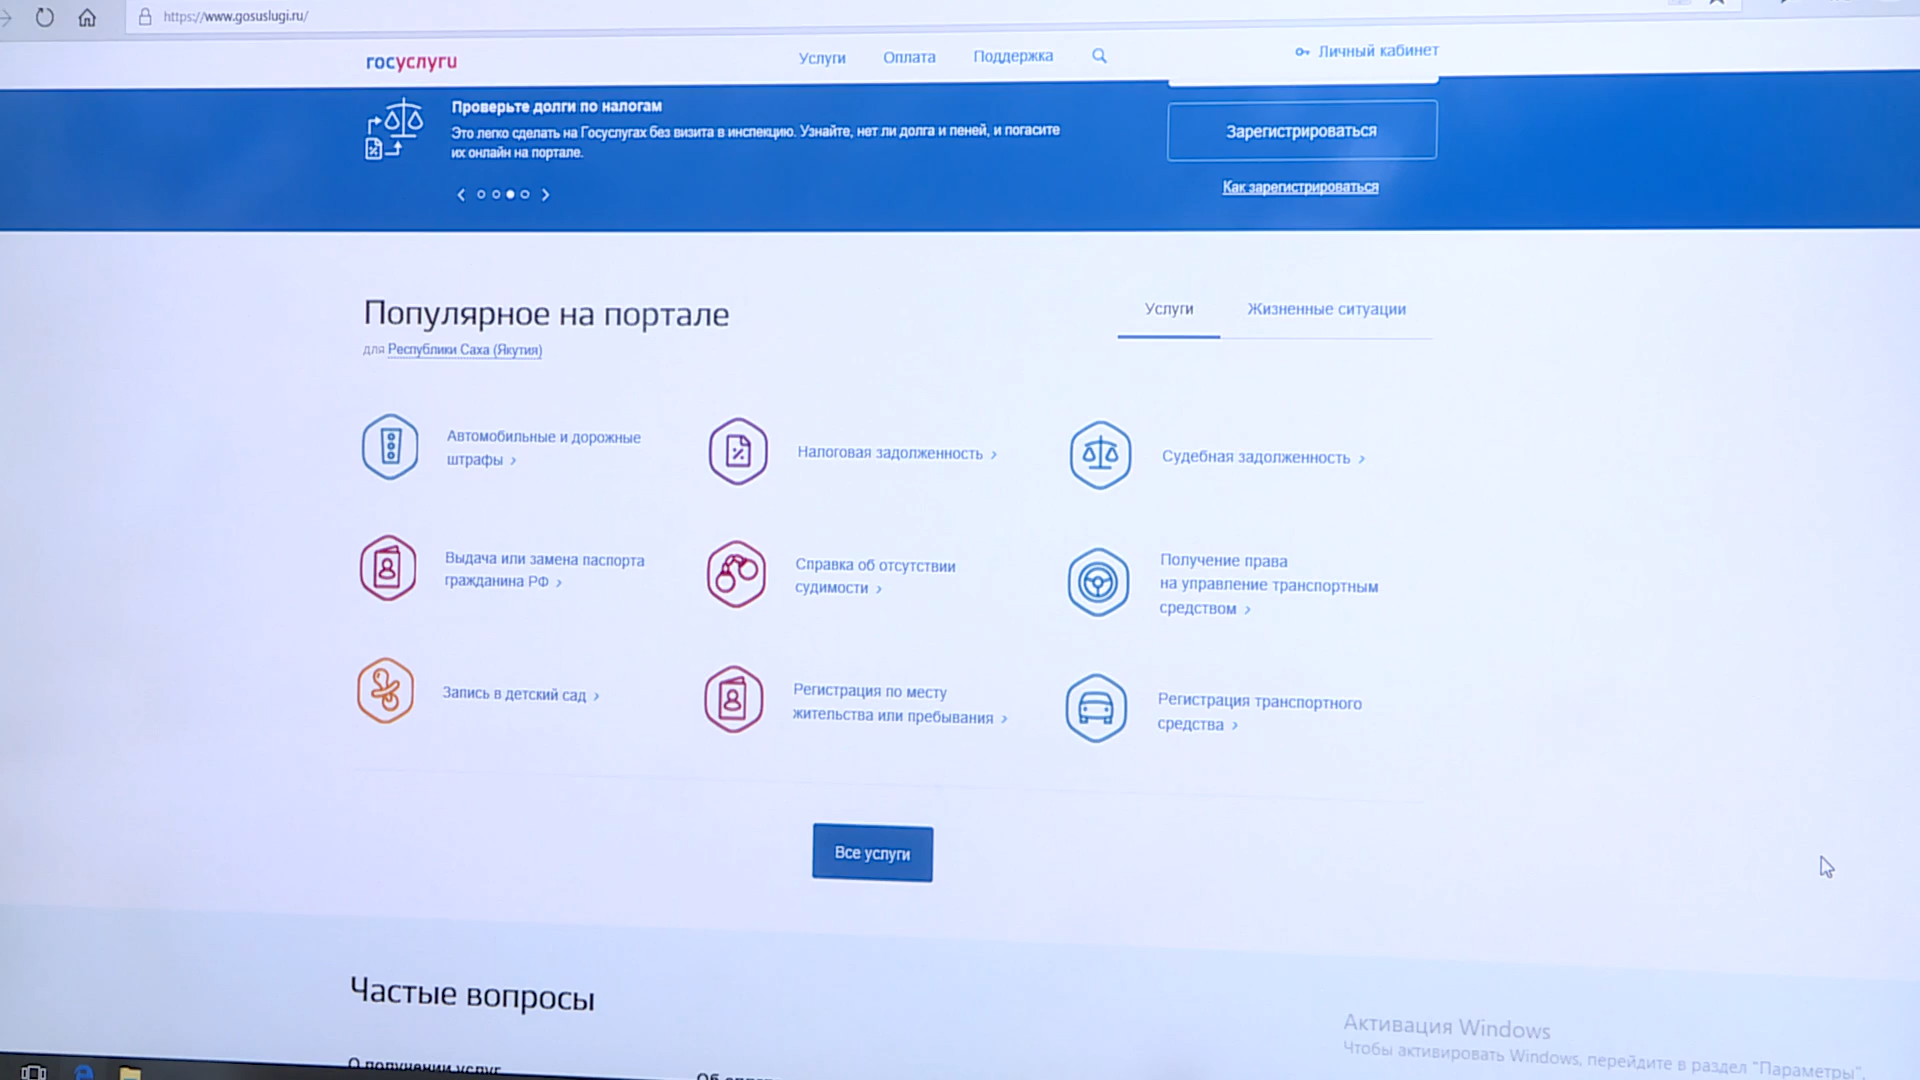 https://www.gosuslugi.ru/
госуслуги
Услуги
Оплата
Поддержка
Личный кабинет
Проверьте долги по налогам
Это легко сделать на Госуслугах без визита в инспекцию. Узнайте, нет ли долга и пеней, и погасите
их онлайн на портале.
Зарегистрироваться
Как зарегистрироваться
Популярное на портале
для Республики Саха (Якутия)
Услуги
Жизненные ситуации
Автомобильные и дорожные
штрафы
Налоговая задолженность
Судебная задолженность
Выдача или замена паспорта
гражданина РФ
Справка об отсутствии
судимости
Получение права
на управление транспортным
средством
Запись в детский сад
Регистрация по месту
жительства или пребывания
Регистрация транспортного
средства
Все услуги
Частые вопросы
О получении услуг
Об
Активация Windows
Чтобы активировать Windows, перейдите в раздел "Параметры".